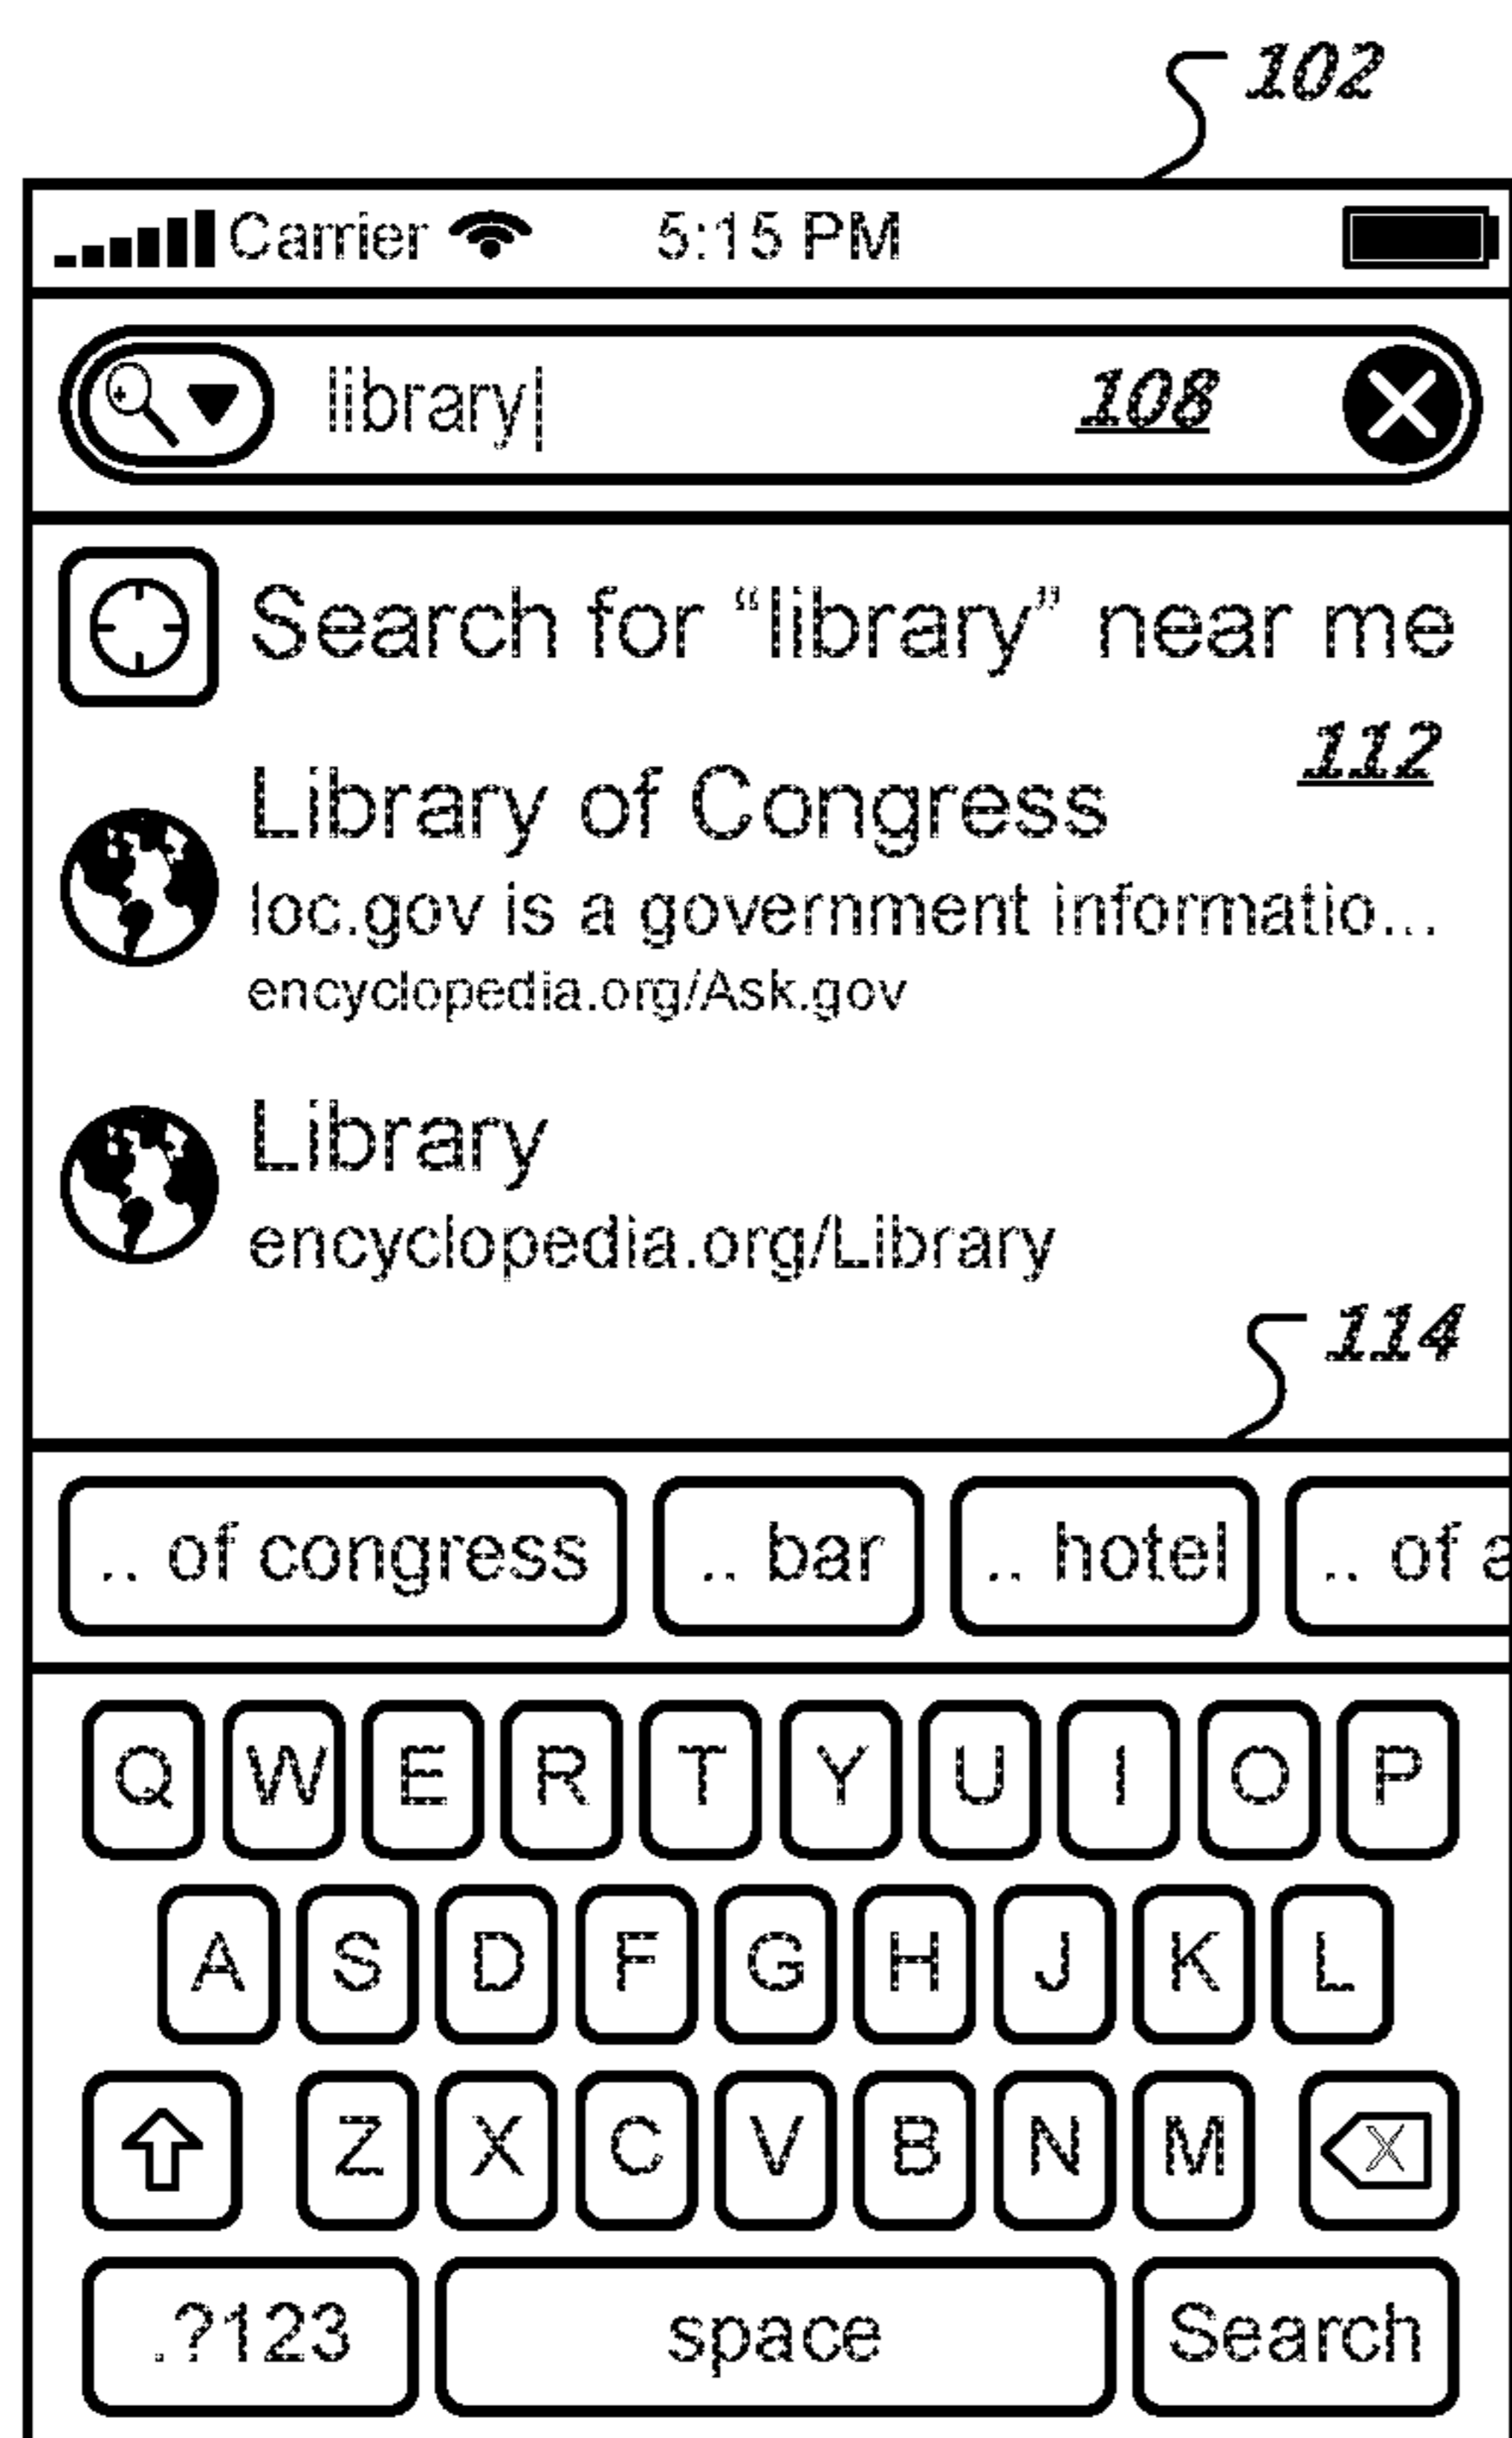 102
Carrier 5:15 PM
library 108
Search for “library” near me
112
Library of Congress
loc.gov is a government informatio...
encyclopedia.org/Ask.gov
Library
encyclopedia.org/Library
114
.. of congress .. bar .. hotel .. of a
Q W E R T Y U I O P
A S D F G H J K L
Z X C V B N M X
.?123 space Search